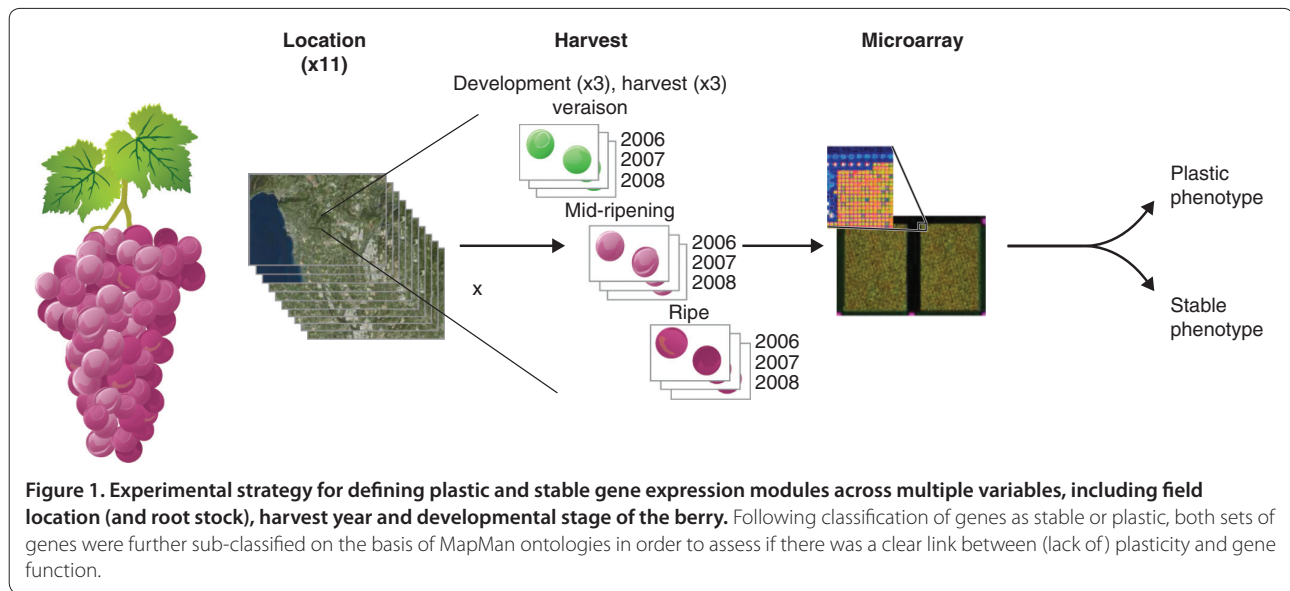 Location
(x11)
Harvest
Microarray
Development (x3), harvest (x3)
veraison
2006
2007
2008
Mid-ripening
2006
2007
2008
Ripe
2006
2007
2008
x
Plastic
phenotype
Stable
phenotype
Figure 1. Experimental strategy for defining plastic and stable gene expression modules across multiple variables, including field
location (and root stock), harvest year and developmental stage of the berry. Following classification of genes as stable or plastic, both sets of
genes were further sub-classified on the basis of MapMan ontologies in order to assess if there was a clear link between (lack of) plasticity and gene
function.